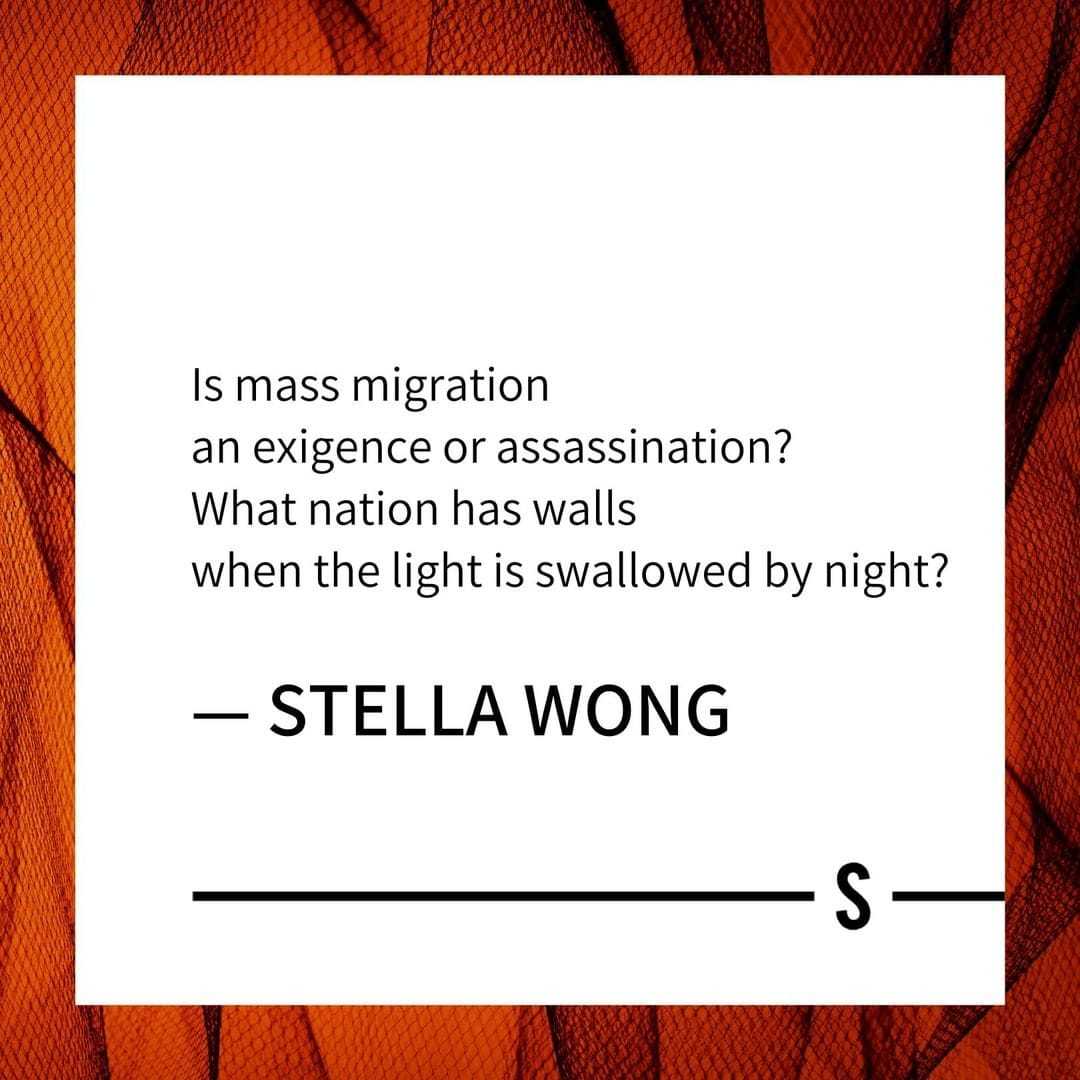 Is mass migration
an exigence or assassination?
What nation has walls
when the light is swallowed by night?
— STELLA WONG
S